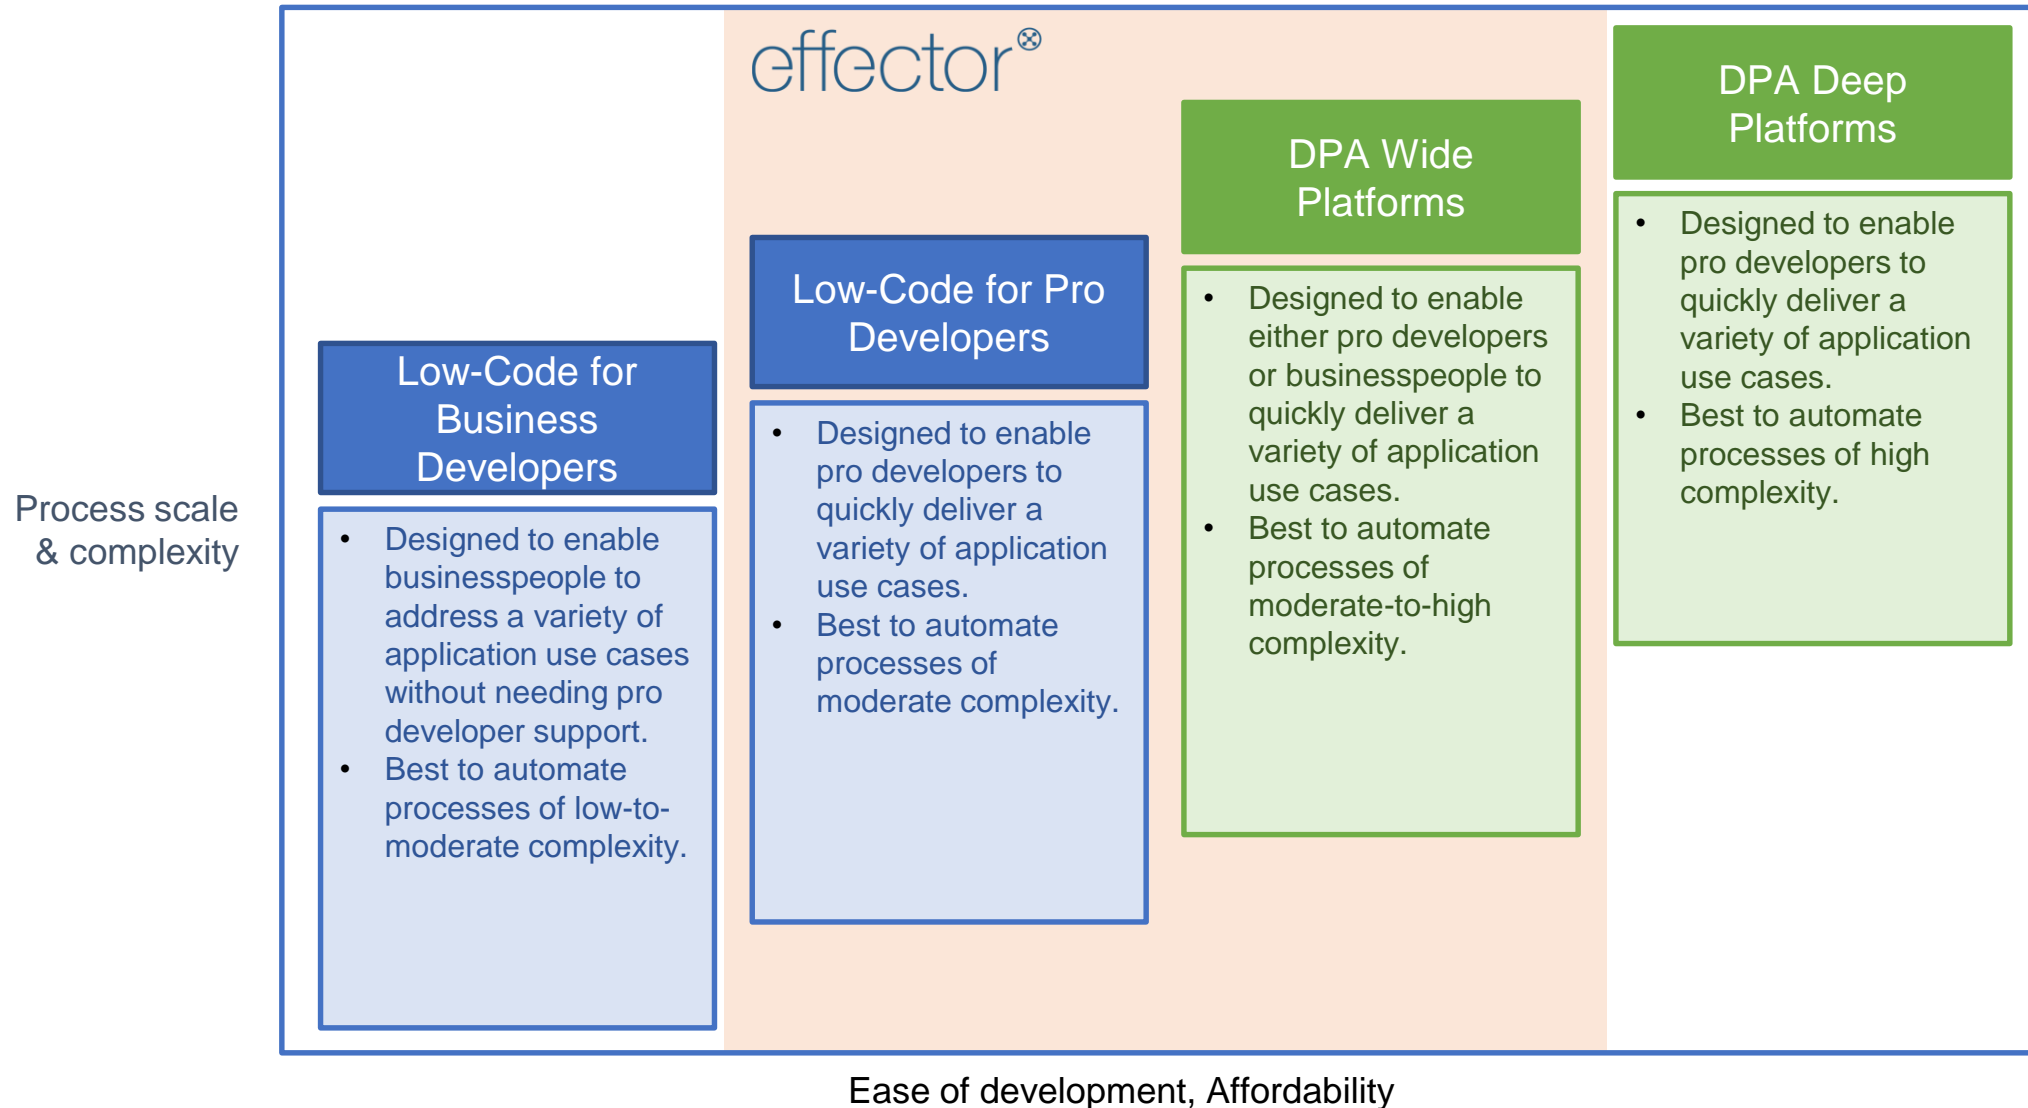 effector
DPA Deep
Platforms
DPA Wide
Platforms
Low-Code for Pro
Developers
Low-Code for
Business
Developers
Process scale
& complexity
• Designed to enable
businesspeople to
address a variety of
application use cases
without needing pro
developer support.
• Best to automate
processes of low-to-
moderate complexity.
• Designed to enable
pro developers to
quickly deliver a
variety of application
use cases.
• Best to automate
processes of
moderate complexity.
• Designed to enable
either pro developers
or businesspeople to
quickly deliver a
variety of application
use cases.
• Best to automate
processes of
moderate-to-high
complexity.
• Designed to enable
pro developers to
quickly deliver a
variety of application
use cases.
• Best to automate
processes of high
complexity.
Ease of development, Affordability